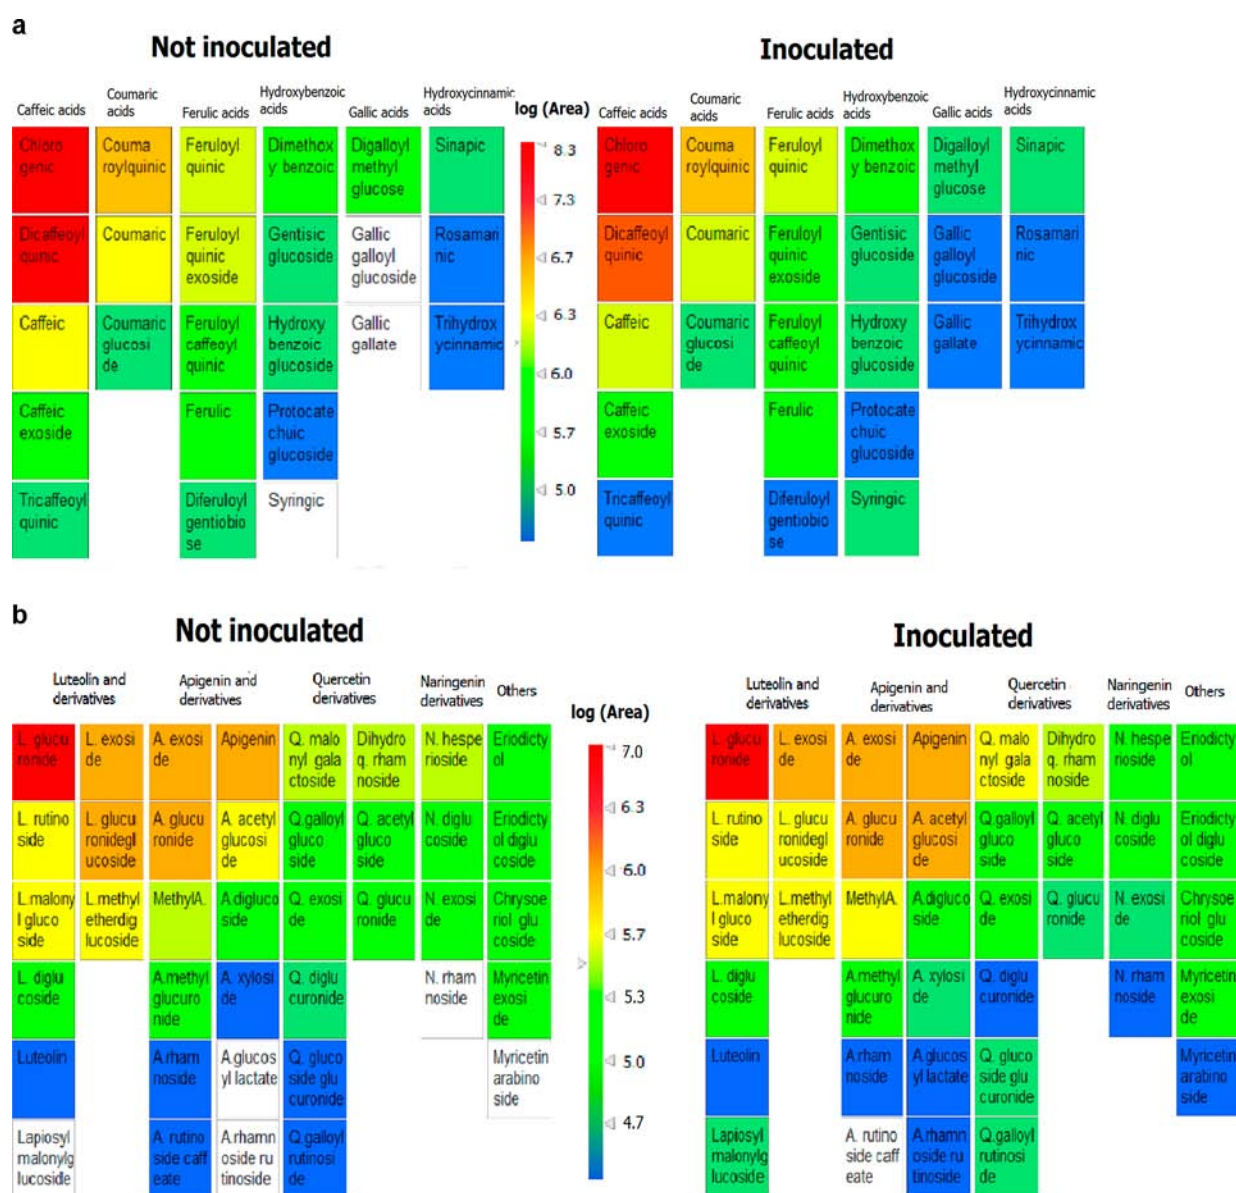 a
Not inoculated
Inoculated
Caffeic acids
Coumaric
acids
Ferulic acids
Hydroxybenzoic
acids
Gallic acids
Hydroxycinnamic
acids
Chloro
genic
Couma
roylquinic
Feruloyl
quinic
Dimethox
y benzoic
Digalloyl
methyl
glucose
Sinapic
Dicaffeoyl
quinic
Coumaric
Feruloyl
quinic
exoside
Gentisic
glucoside
Gallic
galloyl
glucoside
Rosamari
nic
Caffeic
Coumaric
glucosi
de
Feruloyl
caffeoyl
quinic
Hydroxy
benzoic
glucoside
Gallic
gallate
Trihydrox
ycinnamic
Caffeic
exoside
Ferulic
Protocate
chuic
glucoside
Tricaffeoyl
quinic
Diferuloyl
gentiobio
se
Syringic
log (Area)
8.3
7.3
6.7
6.3
6.0
5.7
5.0
Caffeic acids
Coumaric
acids
Ferulic acids
Hydroxybenzoic
acids
Gallic acids
Hydroxycinnamic
acids
Chloro
genic
Couma
roylquinic
Feruloyl
quinic
Dimethox
y benzoic
Digalloyl
methyl
glucose
Sinapic
Dicaffeoyl
quinic
Coumaric
Feruloyl
quinic
exoside
Gentisic
glucoside
Gallic
galloyl
glucoside
Rosamari
nic
Caffeic
Coumaric
glucosi
de
Feruloyl
caffeoyl
quinic
Hydroxy
benzoic
glucoside
Gallic
gallate
Trihydrox
ycinnamic
Caffeic
exoside
Ferulic
Protocate
chuic
glucoside
Tricaffeoyl
quinic
Diferuloyl
gentiobio
se
Syringic
b
Not inoculated
Inoculated
Luteolin and
derivatives
Apigenin and
derivatives
Quercetin
derivatives
Naringenin
derivatives
Others
L. glucu
ronide
L. exosi
de
A. exosi
de
Apigenin
Q. malo
nyl gala
ctoside
Dihydro
q. rham
noside
N. hespe
rioside
Eriodicty
ol
L. rutino
side
L. glucu
ronidegl
ucoside
A. glucu
ronide
A. acetyl
glucosi
de
Q.galloyl
gluco
side
Q. acetyl
gluco
side
N. diglu
coside
Eriodicty
ol diglu
coside
L.malony
l gluco
side
L.methyl
etherdig
lucoside
MethylA.
A.digluco
side
Q. exosi
de
Q. glucu
ronide
N. exosi
de
Chrysoe
riol glu
coside
L. diglu
coside
A.methyl
glucuro
nide
A. xylosi
de
Q. diglu
curonide
N. rham
noside
Myricetin
exosi
de
Luteolin
A.rham
noside
A.glucos
yl lactate
Q. gluco
side glu
curonide
Myricetin
arabino
side
Lapiosyl
malonylg
lucoside
A. rutino
side caff
eate
A.rhamn
oside ru
tinoside
Q.galloyl
rutinosi
de
log (Area)
7.0
6.3
6.0
5.7
5.3
5.0
4.7
Luteolin and
derivatives
Apigenin and
derivatives
Quercetin
derivatives
Naringenin
derivatives
Others
L. glucu
ronide
L. exosi
de
A. exosi
de
Apigenin
Q. malo
nyl gala
ctoside
Dihydro
q. rham
noside
N. hespe
rioside
Eriodicty
ol
L. rutino
side
L. glucu
ronidegl
ucoside
A. glucu
ronide
A. acetyl
glucosi
de
Q.galloyl
gluco
side
Q. acetyl
gluco
side
N. diglu
coside
Eriodicty
ol diglu
coside
L.malony
l gluco
side
L.methyl
etherdig
lucoside
MethylA.
A.digluco
side
Q. exosi
de
Q. glucu
ronide
N. exosi
de
Chrysoe
riol glu
coside
L. diglu
coside
A.methyl
glucuro
nide
A. xylosi
de
Q. diglu
curonide
N. rham
noside
Myricetin
exosi
de
Luteolin
A.rham
noside
A.glucos
yl lactate
Q. gluco
side glu
curonide
Myricetin
arabino
side
Lapiosyl
malonylg
lucoside
A. rutino
side caff
eate
A.rhamn
oside ru
tinoside
Q.galloyl
rutinosi
de